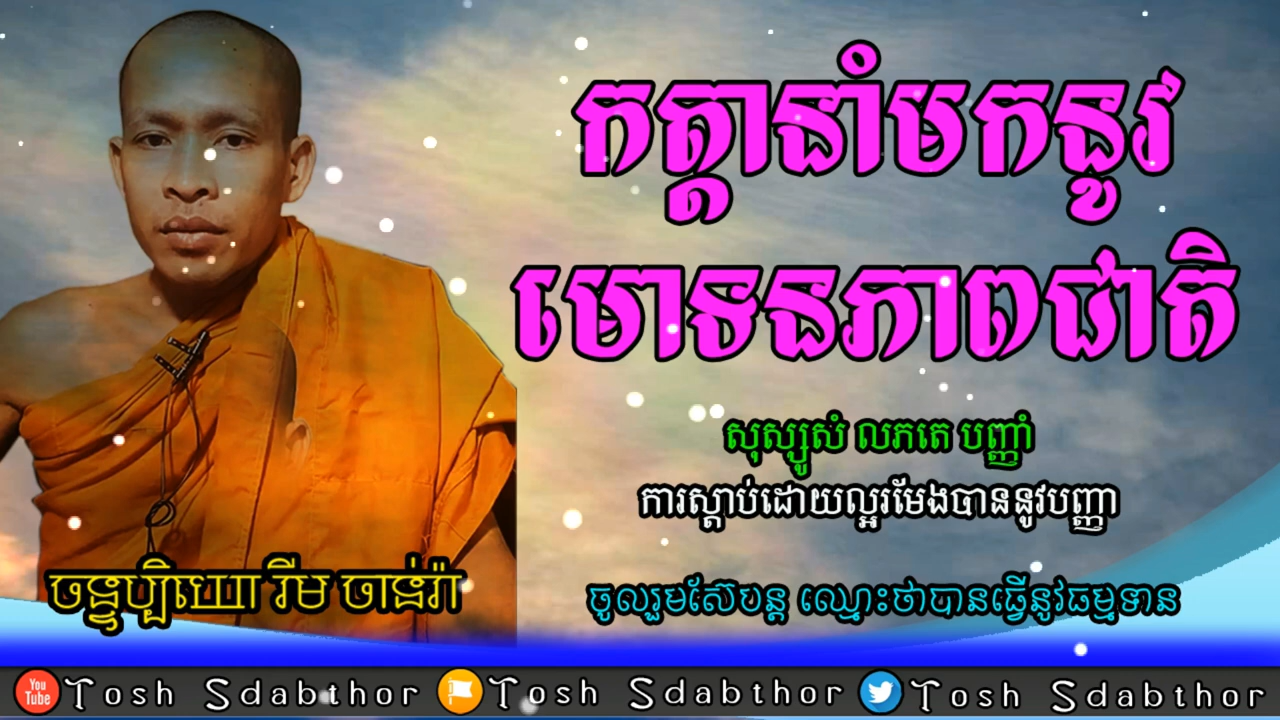 កត្តានាំមកនូវ
មោទនភាពជាតិ
សុស្សូសំ លភតេ បញ្ញាំ
ការស្តាប់ដោយល្អរមែងបាននូវបញ្ញា
ចន្ទប្បិយោ រឹម ចាន់រ៉ា
ចូលរួមស៊ែបន្ត ឈ្មោះថាបានធ្វើនូវធម្មទាន
You Tube Tosh Sdabthor Tosh Sdabthor Tosh Sdabthor